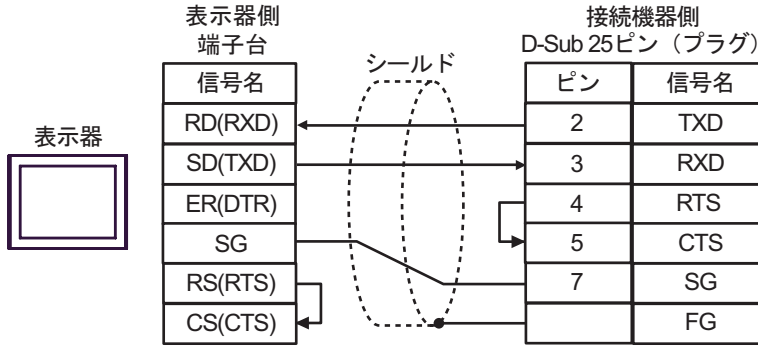 表示器側
端子台
接続機器側
D-Sub 25ピン（プラグ）
シールド
表示器
信号名
ピン 信号名
RD(RXD) 2 TXD
SD(TXD) 3 RXD
ER(DTR) 4 RTS
SG 5 CTS
RS(RTS) 7 SG
CS(CTS) FG